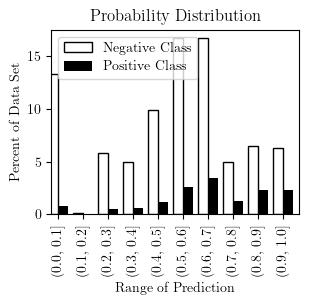 Probability Distribution
Negative Class
Positive Class
Percent of Data Set
15
10
5
0
(0.0, 0.1]
(0.1, 0.2]
(0.2, 0.3]
(0.3, 0.4]
(0.4, 0.5]
(0.5, 0.6]
(0.6, 0.7]
(0.7, 0.8]
(0.8, 0.9]
(0.9, 1.0]
Range of Prediction